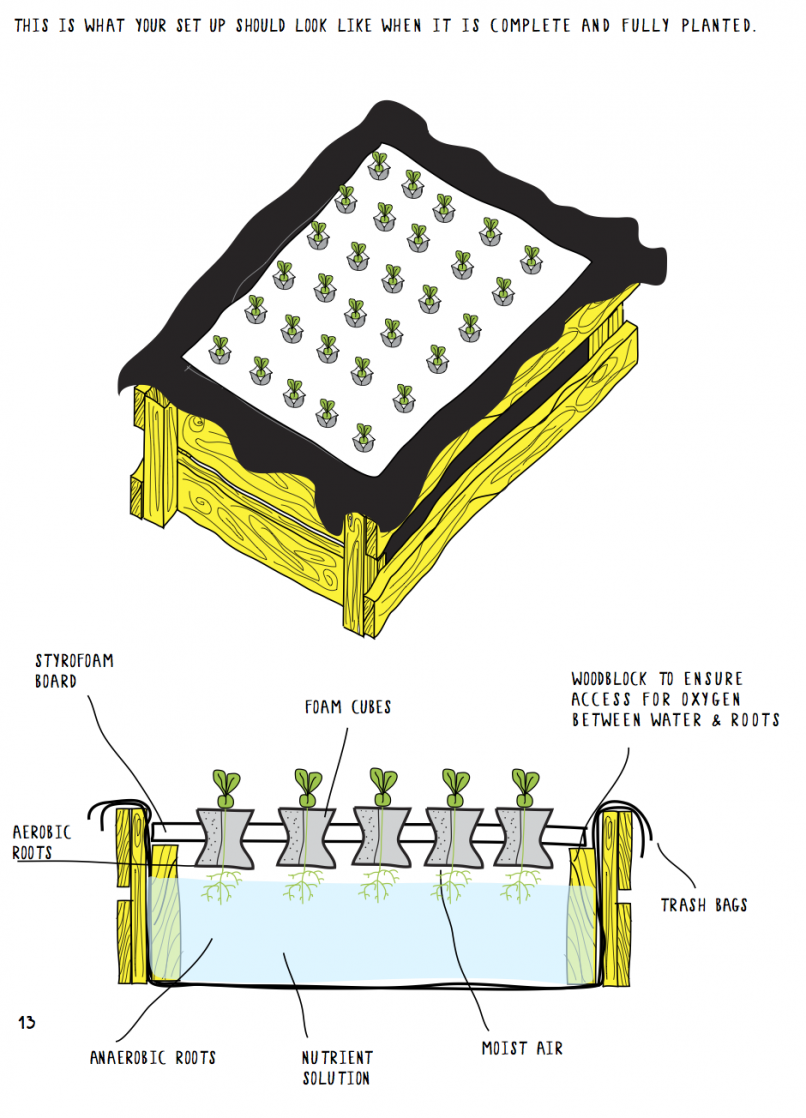 THIS IS WHAT YOUR SET UP SHOULD LOOK LIKE WHEN IT IS COMPLETE AND FULLY PLANTED.
STYROFOAM
BOARD
FOAM CUBES
WOODBLOCK TO ENSURE
ACCESS FOR OXYGEN
BETWEEN WATER & ROOTS
AEROBIC
ROOTS
TRASH BAGS
13
ANAEROBIC ROOTS
NUTRIENT
SOLUTION
MOIST AIR